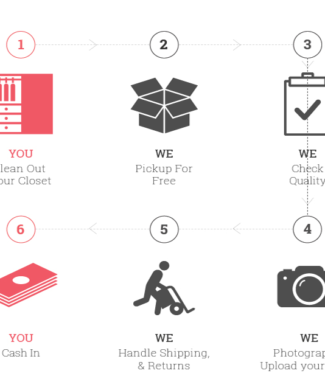 1 2 3
YOU WE WE
lean Out Pickup For Check
our Closet Free Quality
6 5 4
YOU WE WE
Cash In Handle Shipping, Photograp
& Returns Upload your